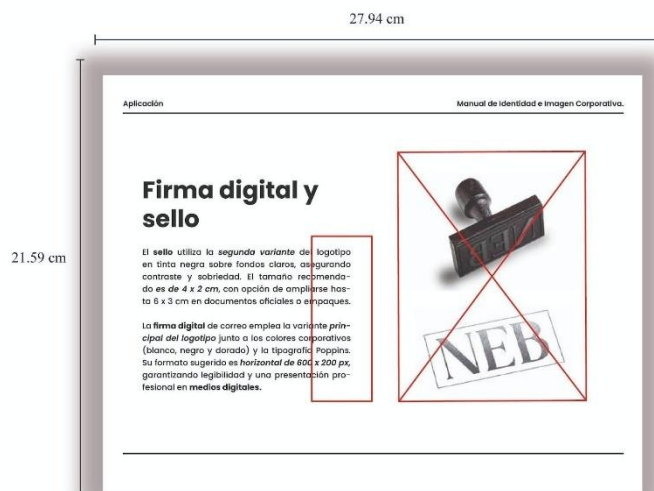 27.94 cm
Aplicación
Manual de Identidad e Imagen Corporativa.
21.59 cm
Firma digital y
sello
El sello utiliza la segunda variante del logotipo
en tinta negra sobre fondos claros, asegurando
contraste y sobriedad. El tamaño recomenda-
do es de 4 x 2 cm, con opción de ampliarse has-
ta 6 x 3 cm en documentos oficiales o empaques.
La firma digital de correo emplea la variante prin-
cipal del logotipo junto a los colores corporativos
(blanco, negro y dorado) y la tipografía Poppins.
Su formato sugerido es horizontal de 600 x 200 px,
garantizando legibilidad y una presentación pro-
fesional en medios digitales.
NEB
NEB